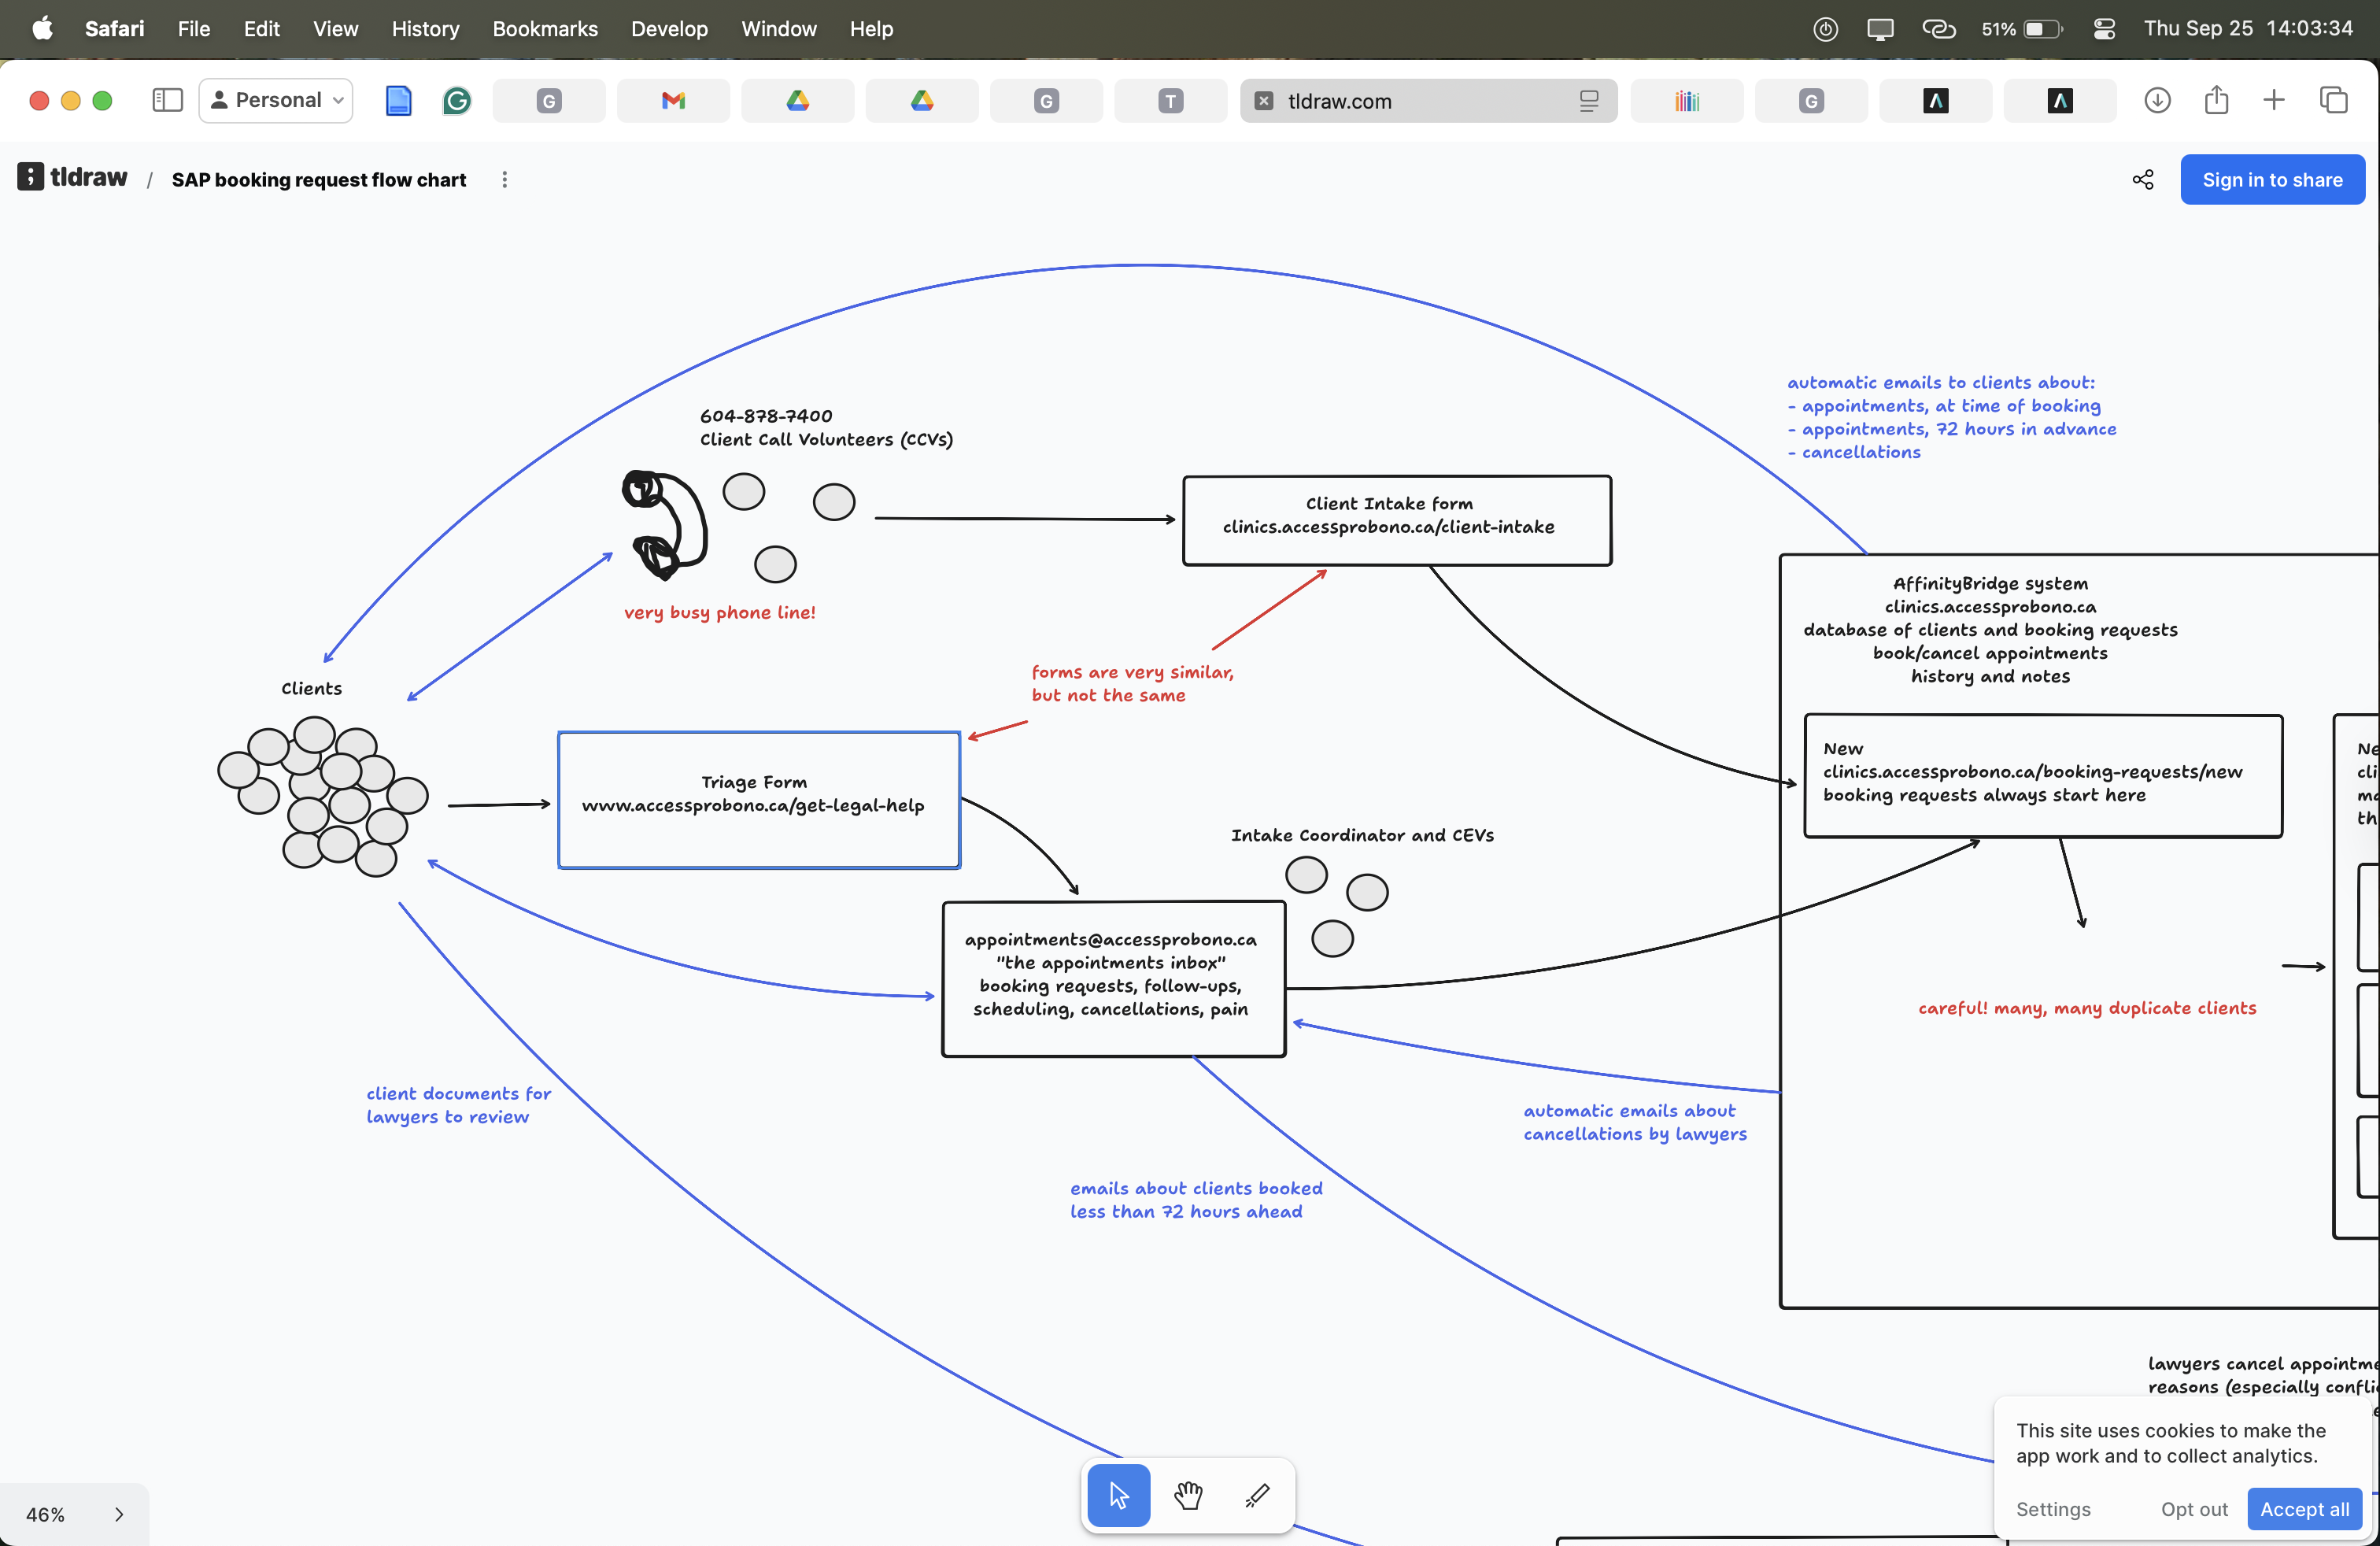 Safari File Edit View History Bookmarks Develop Window Help 51% Thu Sep 25 14:03:34
Personal G G T tldraw.com G
tldraw / SAP booking request flow chart
Sign in to share
automatic emails to clients about:
- appointments, at time of booking
- appointments, 72 hours in advance
- cancellations
604-878-7400
Client Call Volunteers (CCVs)
very busy phone line!
Client Intake form
clinics.accessprobono.ca/client-intake
forms are very similar,
but not the same
Clients
Triage Form
www.accessprobono.ca/get-legal-help
AffinityBridge system
clinics.accessprobono.ca
database of clients and booking requests
book/cancel appointments
history and notes
New
clinics.accessprobono.ca/booking-requests/new
booking requests always start here
Ne
cli
ma
th
Intake Coordinator and CEVs
appointments@accessprobono.ca
"the appointments inbox"
booking requests, follow-ups,
scheduling, cancellations, pain
careful! many, many duplicate clients
client documents for
lawyers to review
automatic emails about
cancellations by lawyers
emails about clients booked
less than 72 hours ahead
lawyers cancel appointme
reasons (especially confli
This site uses cookies to make the
app work and to collect analytics.
Settings Opt out Accept all
46%